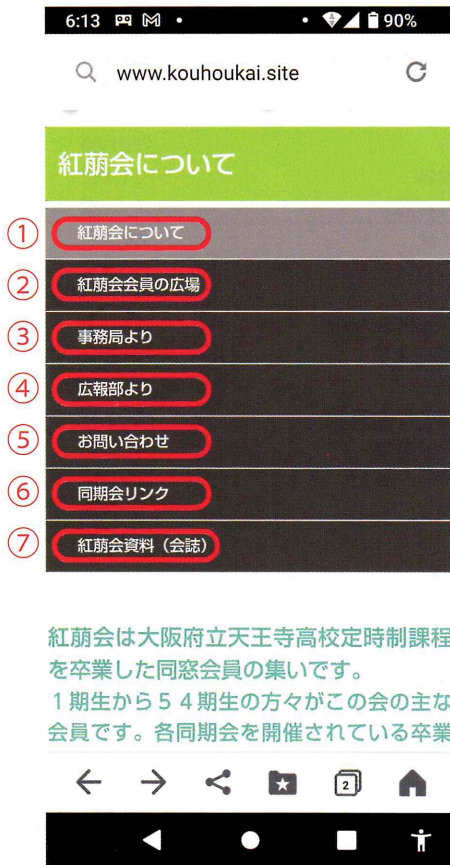 6:13 90%
www.kouhoukai.site
紅萠会について
① 紅萠会について
② 紅萠会会員の広場
③ 事務局より
④ 広報部より
⑤ お問い合わせ
⑥ 同期会リンク
⑦ 紅萠会資料(会誌)
紅萠会は大阪府立天王寺高校定時制課程
を卒業した同窓会員の集いです。
1期生から54期生の方々がこの会の主な
会員です。各同期会を開催されている卒業
2